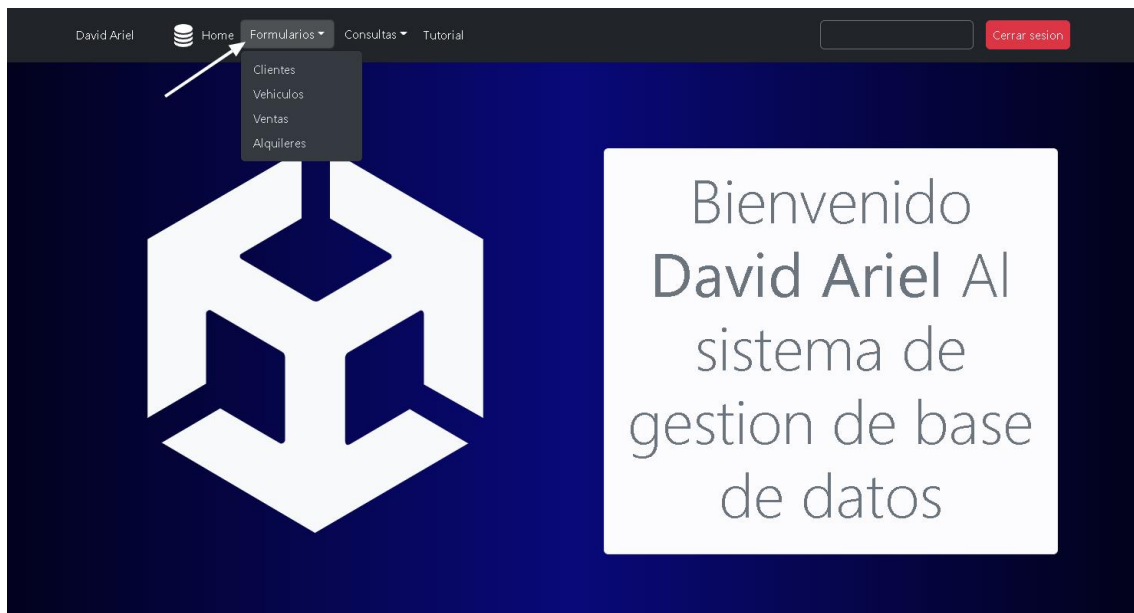 David Ariel Home Formularios Consultas Tutorial Cerrar sesion
Clientes
Vehiculos
Ventas
Alquileres
Bienvenido
David Ariel Al
sistema de
gestion de base
de datos